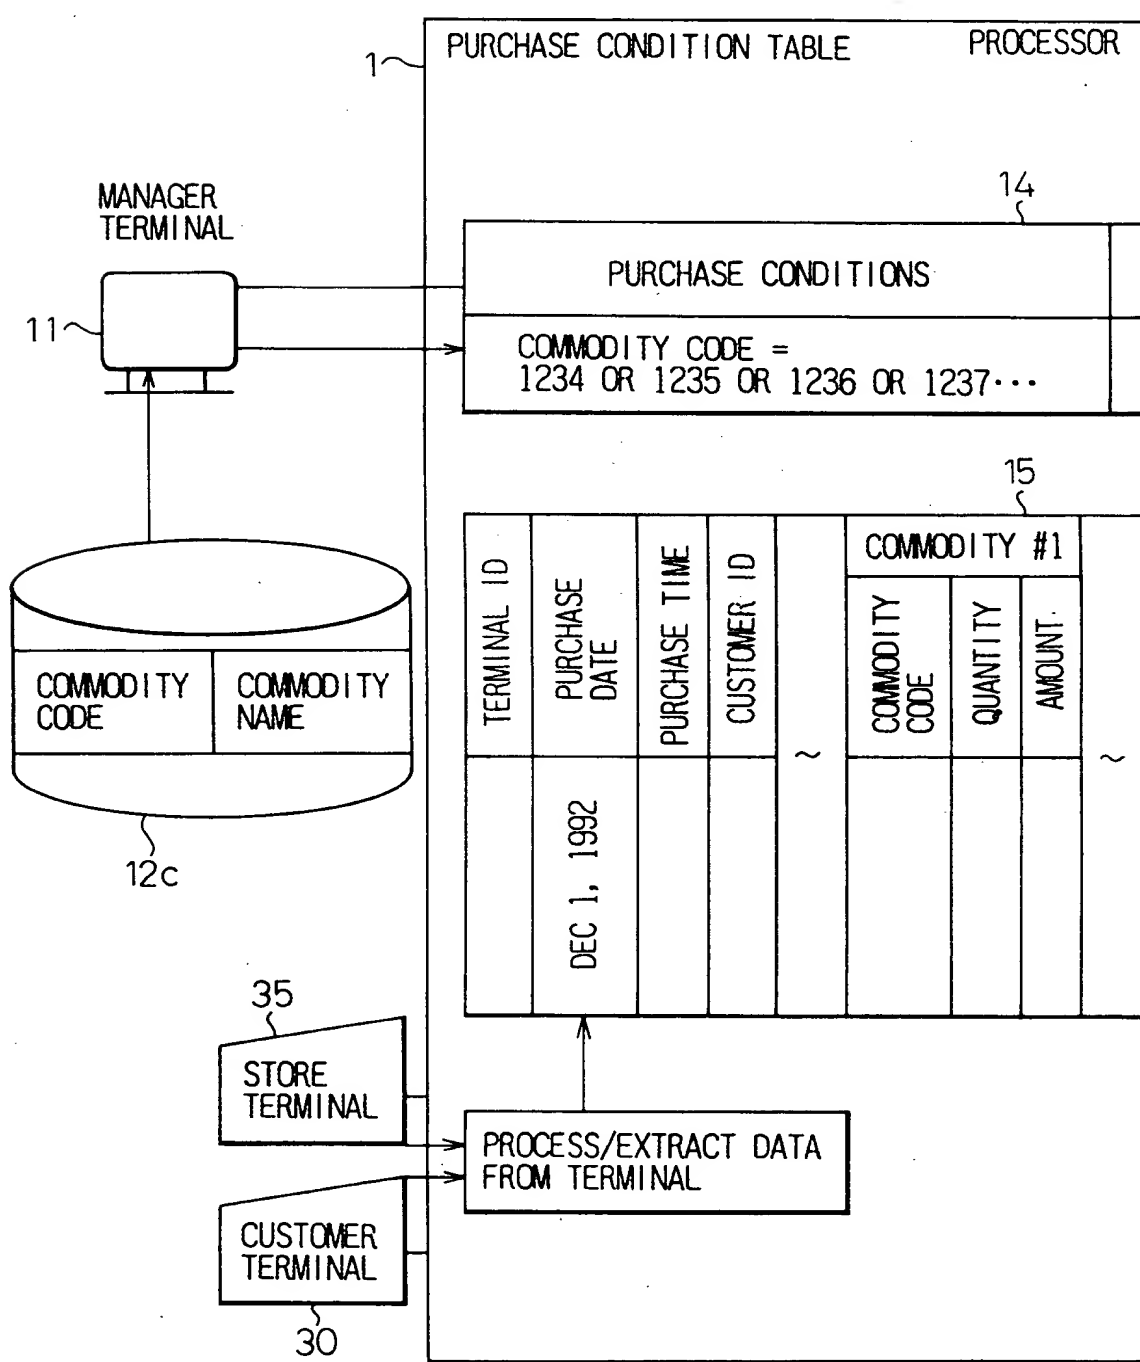 PURCHASE CONDITION TABLE
PROCESSOR
1
MANAGER
TERMINAL
11
14
PURCHASE CONDITIONS
COMMODITY CODE =
1234 OR 1235 OR 1236 OR 1237···
15
TERMINAL ID
PURCHASE
DATE
PURCHASE TIME
CUSTOMER ID
~
COMMODITY #1
COMMODITY
CODE
QUANTITY
AMOUNT
~
DEC 1, 1992
COMMODITY
CODE
COMMODITY
NAME
12c
35
STORE
TERMINAL
PROCESS/EXTRACT DATA
FROM TERMINAL
CUSTOMER
TERMINAL
30